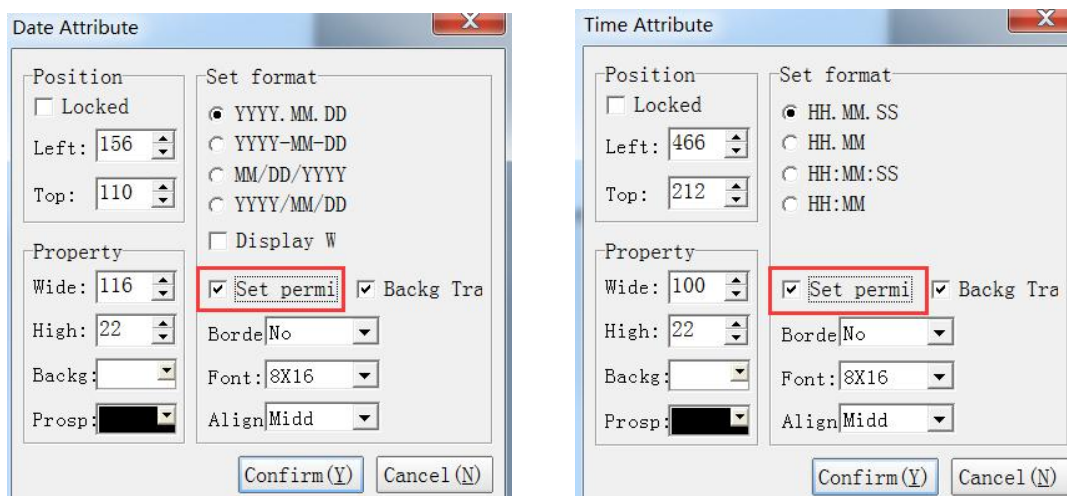 Date Attribute
X
Position
Locked
Left: 156
Top: 110
Property
Wide: 116
High: 22
Backg:
Prosp:
Set format
YYYY.MM.DD
YYYY-MM-DD
MM/DD/YYYY
YYYY/MM/DD
Display W
Set permi Backg Tra
Borde No
Font: 8X16
Align Midd
Confirm(Y) Cancel(N)
Time Attribute
X
Position
Locked
Left: 466
Top: 212
Property
Wide: 100
High: 22
Backg:
Prosp:
Set format
HH.MM.SS
HH.MM
HH:MM:SS
HH:MM
Set permi Backg Tra
Borde No
Font: 8X16
Align Midd
Confirm(Y) Cancel(N)